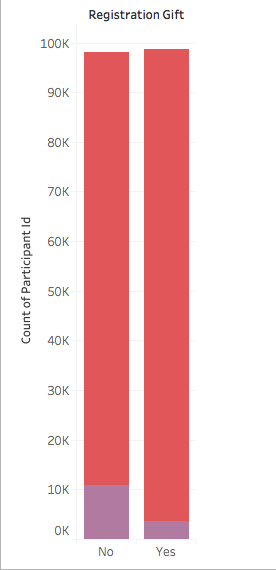 Registration Gift
100K
90K
80K
70K
60K
50K
40K
30K
20K
10K
0K
Count of Participant Id
No Yes